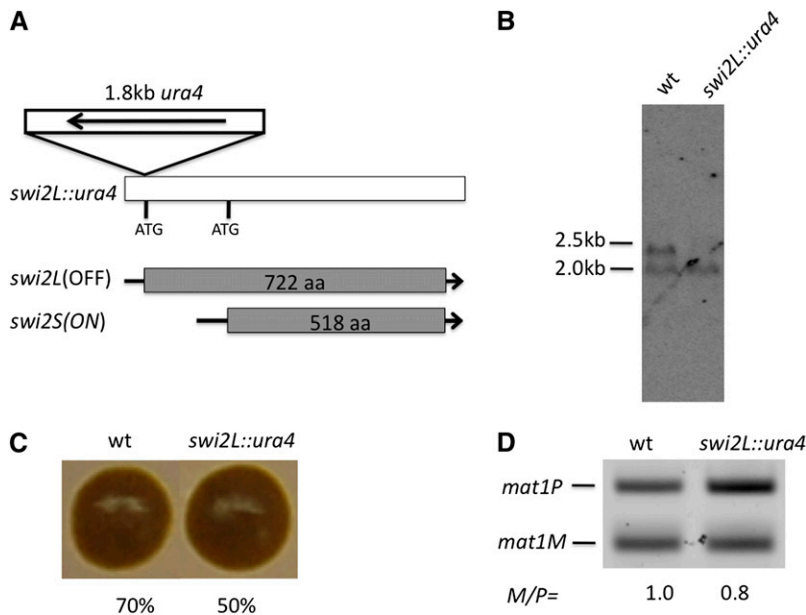 A
1.8kb ura4
swi2L::ura4
ATG ATG
swi2L(OFF) 722 aa
swi2S(ON) 518 aa
B
wt swi2L::ura4
2.5kb
2.0kb
C
wt swi2L::ura4
70% 50%
D
wt swi2L::ura4
mat1P
mat1M
M/P= 1.0 0.8